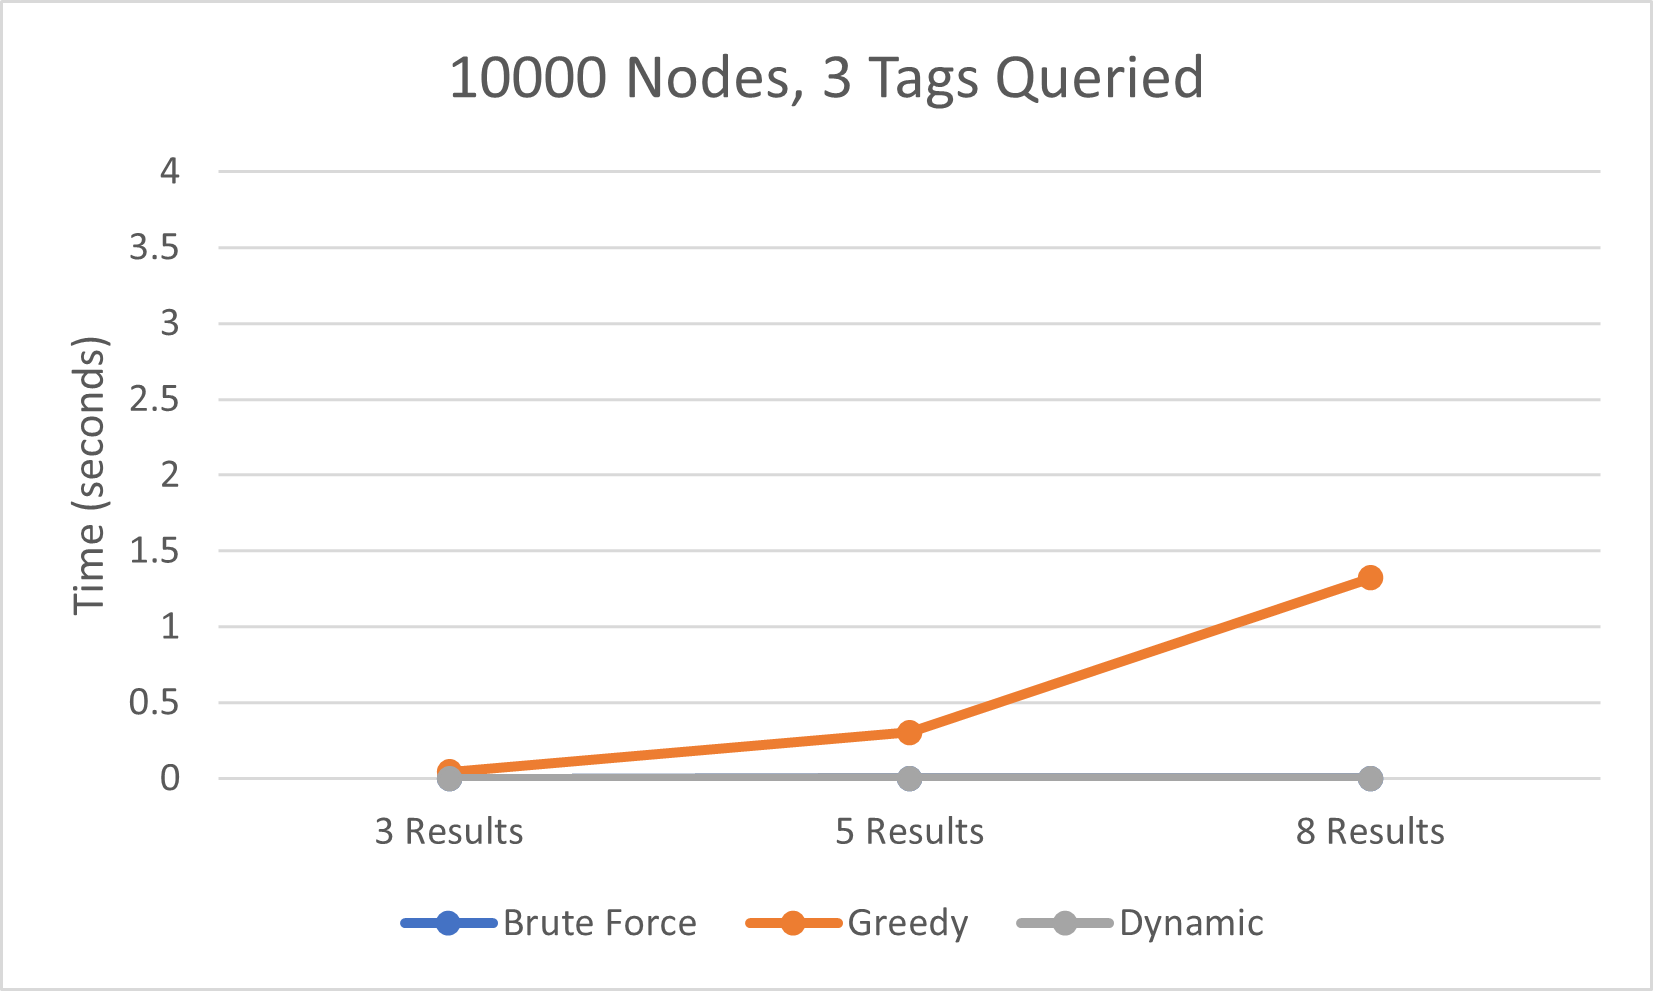 10000 Nodes, 3 Tags Queried
4
3.5
3
2.5
2
1.5
1
0.5
0
Time (seconds)
3 Results 5 Results 8 Results
Brute Force Greedy Dynamic